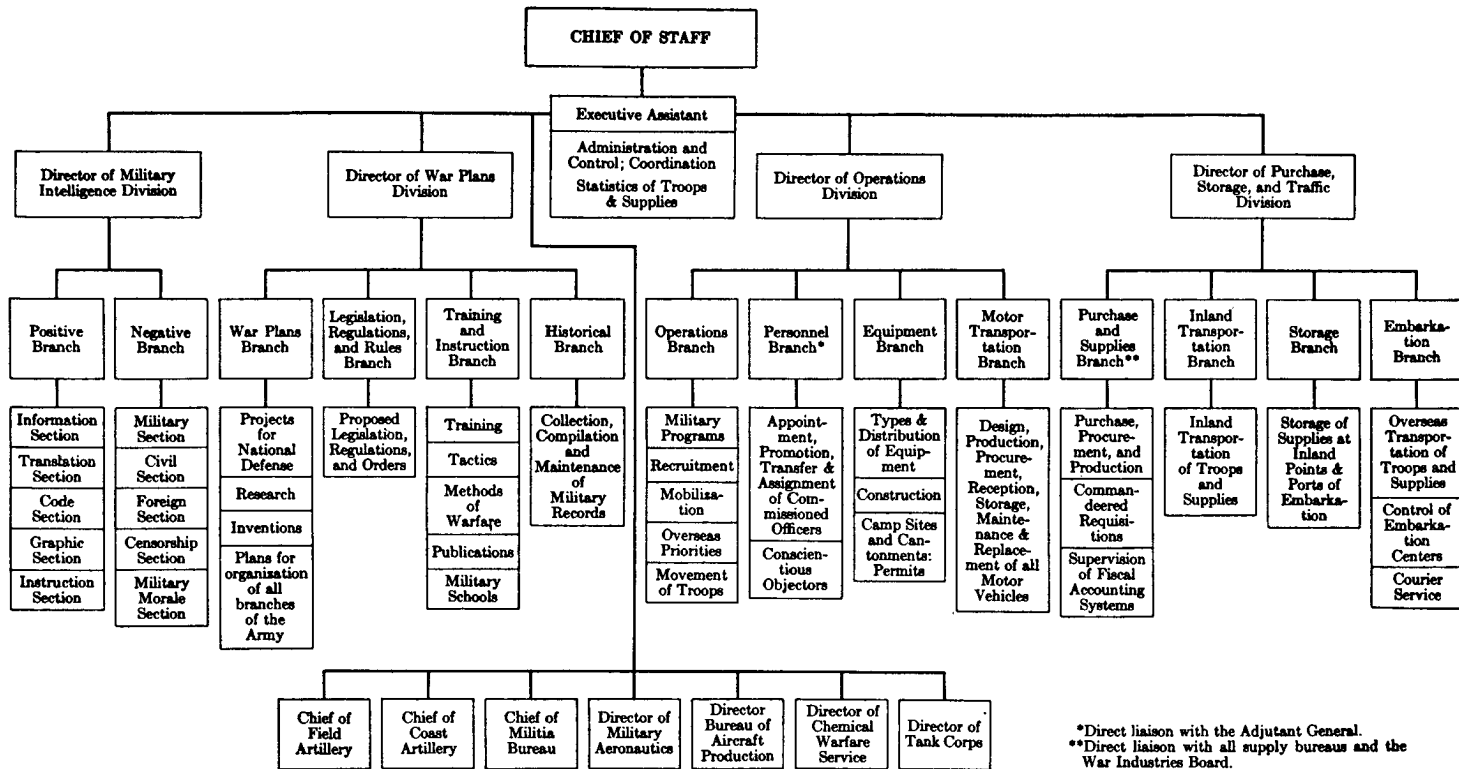 CHIEF OF STAFF
Executive Assistant
Administration and
Control; Coordination
Statistics of Troops
& Supplies
Director of Military
Intelligence Division
Director of War Plans
Division
Director of Operations
Division
Director of Purchase,
Storage, and Traffic
Division
Positive
Branch
Negative
Branch
War Plans
Branch
Legislation,
Regulations,
and Rules
Branch
Training
and
Instruction
Branch
Historical
Branch
Operations
Branch
Personnel
Branch*
Equipment
Branch
Motor
Transpor-
tation
Branch
Purchase
and
Supplies
Branch**
Inland
Transpor-
tation
Branch
Storage
Branch
Embarka-
tion
Branch
Information
Section
Translation
Section
Code
Section
Graphic
Section
Instruction
Section
Military
Section
Civil
Section
Foreign
Section
Censorship
Section
Military
Morale
Section
Projects
for
National
Defense
Research
Inventions
Plans for
organization
of all
branches
of the
Army
Proposed
Legislation,
Regulations,
and Orders
Training
Tactics
Methods
of
Warfare
Publications
Military
Schools
Collection,
Compilation
and
Maintenance
of
Military
Records
Military
Programs
Recruitment
Mobiliza-
tion
Overseas
Priorities
Movement
of Troops
Appoint-
ment,
Promotion,
Transfer &
Assignment
of Com-
missioned
Officers
Conscien-
tious
Objectors
Types &
Distribution
of Equip-
ment
Construction
Camp Sites
and Can-
tonments:
Permits
Design,
Production,
Procure-
ment,
Reception,
Storage,
Mainte-
nance &
Replace-
ment of all
Motor
Vehicles
Purchase,
Procure-
ment, and
Production
Comman-
deered
Requisi-
tions
Supervision
of Fiscal
Accounting
Systems
Inland
Transpor-
tation
of Troops
and
Supplies
Storage of
Supplies at
Inland
Points &
Ports of
Embarka-
tion
Overseas
Transpor-
tation of
Troops and
Supplies
Control of
Embarka-
tion
Centers
Courier
Service
Chief of
Field
Artillery
Chief of
Coast
Artillery
Chief of
Militia
Bureau
Director of
Military
Aeronautics
Director
Bureau of
Aircraft
Production
Director of
Chemical
Warfare
Service
Director of
Tank Corps
*Direct liaison with the Adjutant General.
**Direct liaison with all supply bureaus and the
War Industries Board.